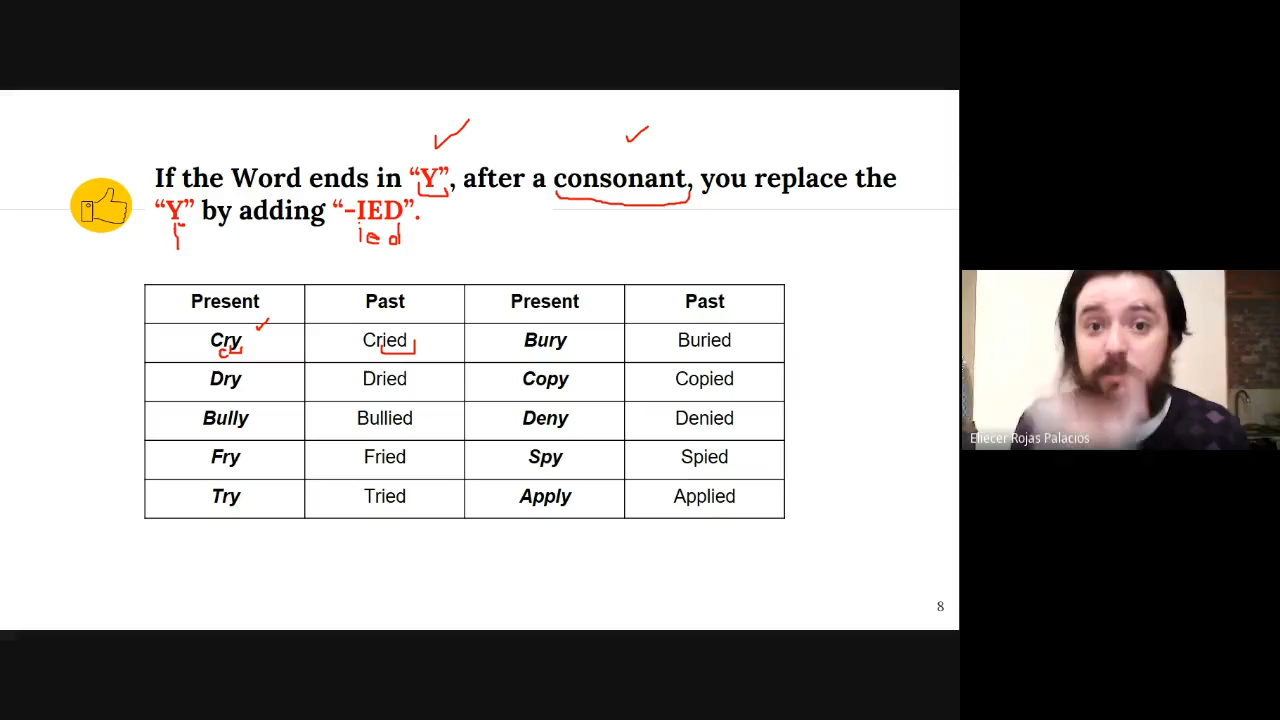 If the Word ends in “Y”, after a consonant, you replace the
“Y” by adding “-IED”.
ied
Present Past Present Past
Cry Cried Bury Buried
c
Dry Dried Copy Copied
Bully Bullied Deny Denied
Fry Fried Spy Spied
Try Tried Apply Applied
Eliecer Rojas Palacios
8